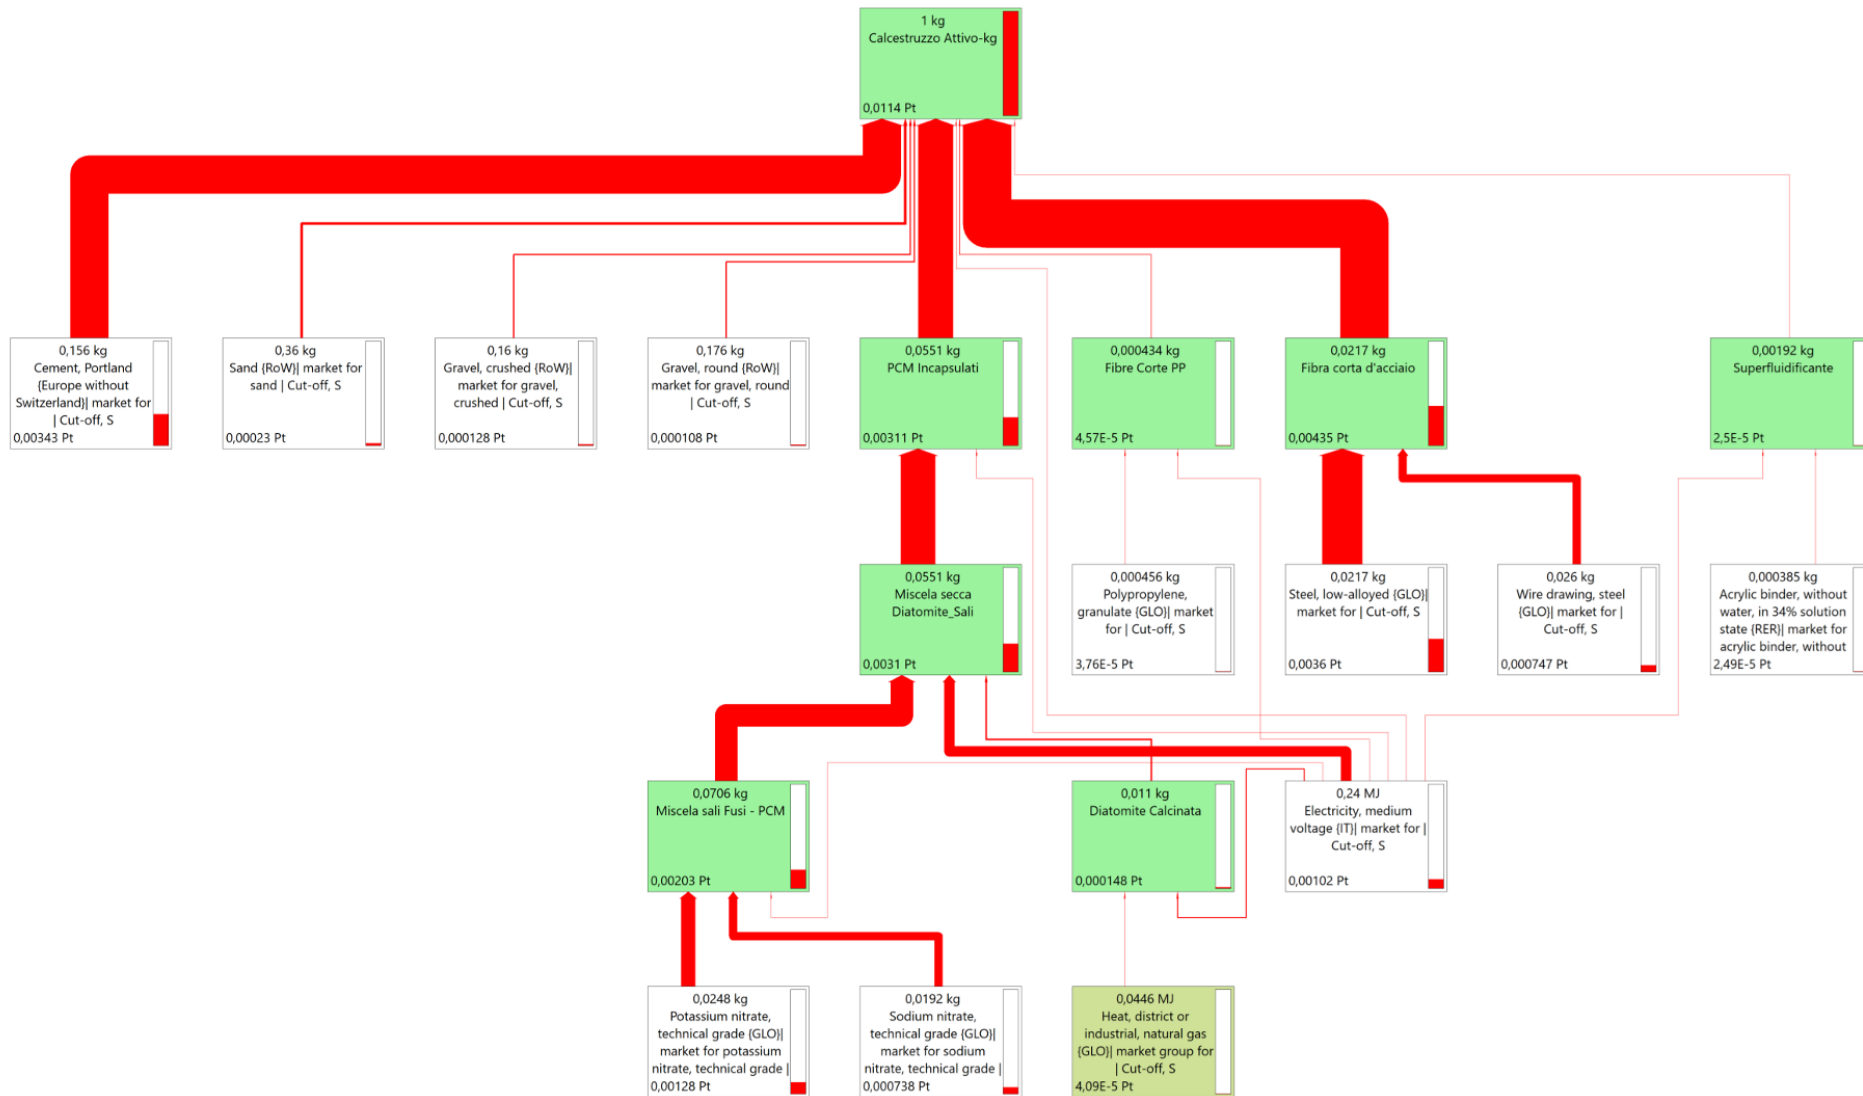 1 kg
Calcestruzzo Attivo-kg
0,0114 Pt
0,156 kg
Cement, Portland
{Europe without
Switzerland}| market for
| Cut-off, S
0,00343 Pt
0,36 kg
Sand {RoW}| market for
sand | Cut-off, S
0,00023 Pt
0,16 kg
Gravel, crushed {RoW}|
market for gravel,
crushed | Cut-off, S
0,000128 Pt
0,176 kg
Gravel, round {RoW}|
market for gravel, round
| Cut-off, S
0,000108 Pt
0,0551 kg
PCM Incapsulati
0,00311 Pt
0,000434 kg
Fibre Corte PP
4,57E-5 Pt
0,0217 kg
Fibra corta d'acciaio
0,00435 Pt
0,00192 kg
Superfluidificante
2,5E-5 Pt
0,0551 kg
Miscela secca
Diatomite_Sali
0,0031 Pt
0,000456 kg
Polypropylene,
granulate {GLO}| market
for | Cut-off, S
3,76E-5 Pt
0,0217 kg
Steel, low-alloyed {GLO}|
market for | Cut-off, S
0,0036 Pt
0,026 kg
Wire drawing, steel
{GLO}| market for |
Cut-off, S
0,000747 Pt
0,000385 kg
Acrylic binder, without
water, in 34% solution
state {RER}| market for
acrylic binder, without
2,49E-5 Pt
0,0706 kg
Miscela sali Fusi - PCM
0,00203 Pt
0,011 kg
Diatomite Calcinata
0,000148 Pt
0,24 MJ
Electricity, medium
voltage {IT}| market for |
Cut-off, S
0,00102 Pt
0,0248 kg
Potassium nitrate,
technical grade {GLO}|
market for potassium
nitrate, technical grade |
0,00128 Pt
0,0192 kg
Sodium nitrate,
technical grade {GLO}|
market for sodium
nitrate, technical grade |
0,000738 Pt
0,0446 MJ
Heat, district or
industrial, natural gas
{GLO}| market group for
| Cut-off, S
4,09E-5 Pt